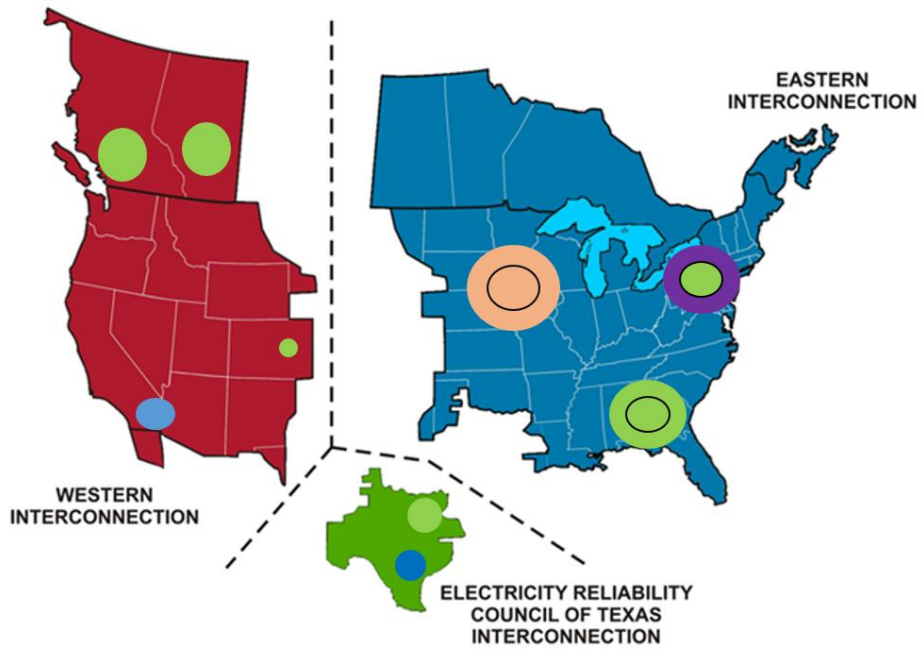 EASTERN
INTERCONNECTION
WESTERN
INTERCONNECTION
ELECTRICITY RELIABILITY
COUNCIL OF TEXAS
INTERCONNECTION